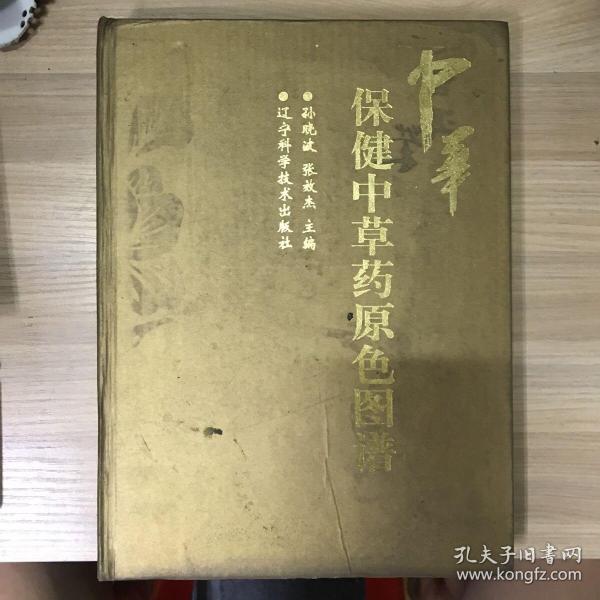 中华
保健中草药原色图谱
孙晓波 张效杰 主编
辽宁科学技术出版社
孔夫子旧书网
www.kongfz.com